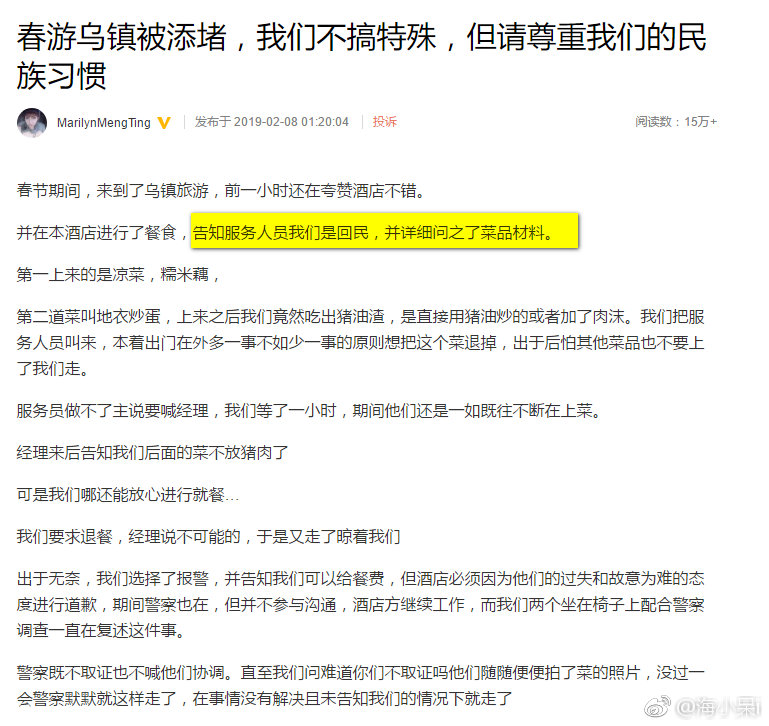 春游乌镇被添堵，我们不搞特殊，但请尊重我们的民
族习惯
MarilynMengTing 发布于 2019-02-08 01:20:04 投诉 阅读数：15万+
春节期间，来到了乌镇旅游，前一小时还在夸赞酒店不错。
并在本酒店进行了餐食，告知服务人员我们是回民，并详细问之了菜品材料。
第一上来的是凉菜，糯米藕，
第二道菜叫地衣炒蛋，上来之后我们竟然吃出猪油渣，是直接用猪油炒的或者加了肉沫。我们把服
务人员叫来，本着出门在外多一事不如少一事的原则想把这个菜退掉，出于后怕其他菜品也不要上
了我们走。
服务员做不了主说要喊经理，我们等了一小时，期间他们还是一如既往不断在上菜。
经理来后告知我们后面的菜不放猪肉了
可是我们哪还能放心进行就餐...
我们要求退餐，经理说不可能的，于是又走了晾着我们
出于无奈，我们选择了报警，并告知我们可以给餐费，但酒店必须因为他们的过失和故意为难的态
度进行道歉，期间警察也在，但并不参与沟通，酒店方继续工作，而我们两个坐在椅子上配合警察
调查一直在复述这件事。
警察既不取证也不喊他们协调。直至我们问难道你们不取证吗他们随随便便拍了菜的照片，没过一
会警察默默就这样走了，在事情没有解决且未告知我们的情况下就走了
@海小呆i